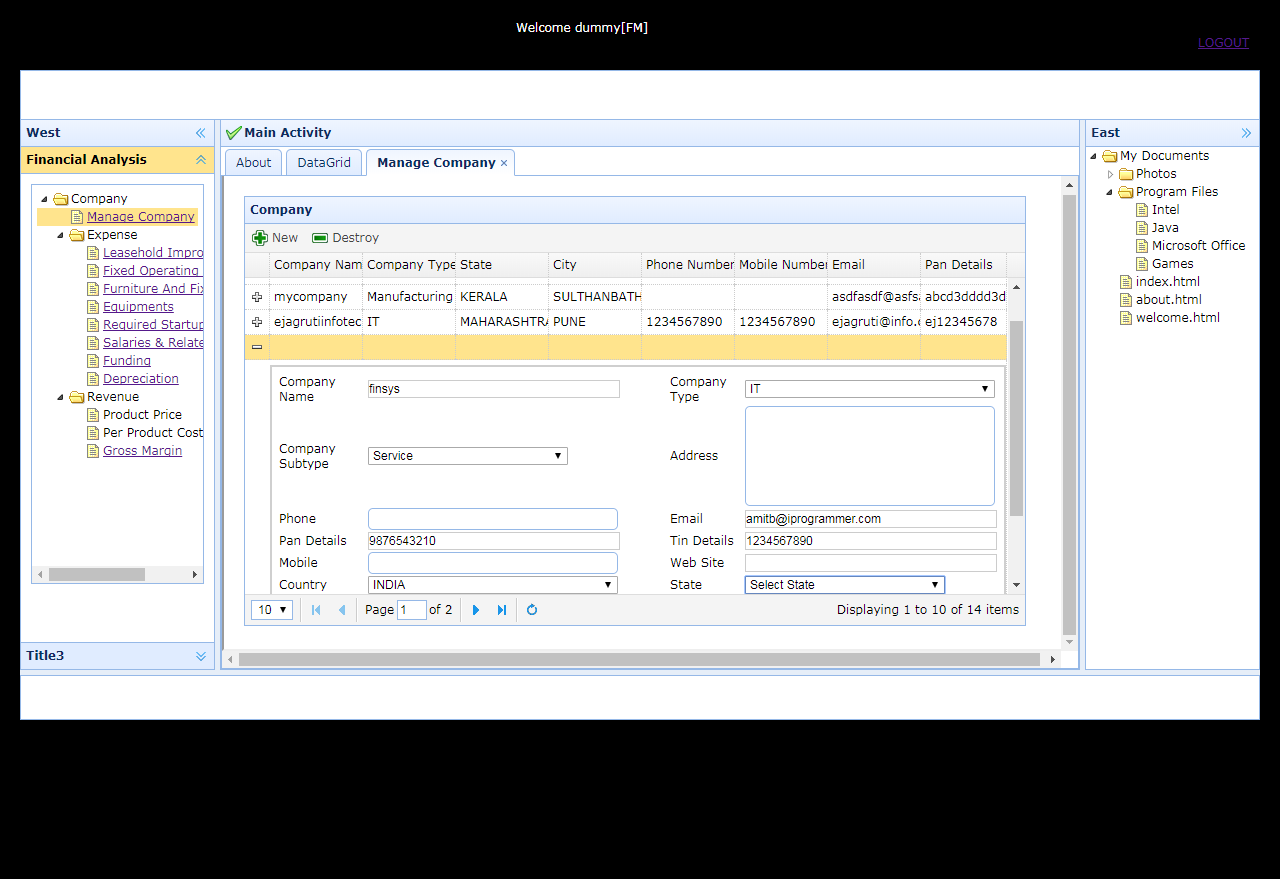 Welcome dummy[FM]
LOGOUT
West
Financial Analysis
Company
Manage Company
Expense
Leasehold Impro
Fixed Operating
Furniture And Fix
Equipments
Required Startup
Salaries & Relate
Funding
Depreciation
Revenue
Product Price
Per Product Cost
Gross Margin
Title3
Main Activity
About DataGrid Manage Company ×
Company
New Destroy
Company Nam Company Type State City Phone Number Mobile Number Email Pan Details
mycompany Manufacturing KERALA SULTHANBATH asdfasdf@asfsa abcd3dddd3d
ejagrutiinfotec IT MAHARASHTRA PUNE 1234567890 1234567890 ejagruti@info.c ej12345678
Company Name finsys Company Type IT
Company Subtype Service Address
Phone Email amitb@iprogrammer.com
Pan Details 9876543210 Tin Details 1234567890
Mobile Web Site
Country INDIA State Select State
10 Page 1 of 2 Displaying 1 to 10 of 14 items
East
My Documents
Photos
Program Files
Intel
Java
Microsoft Office
Games
index.html
about.html
welcome.html